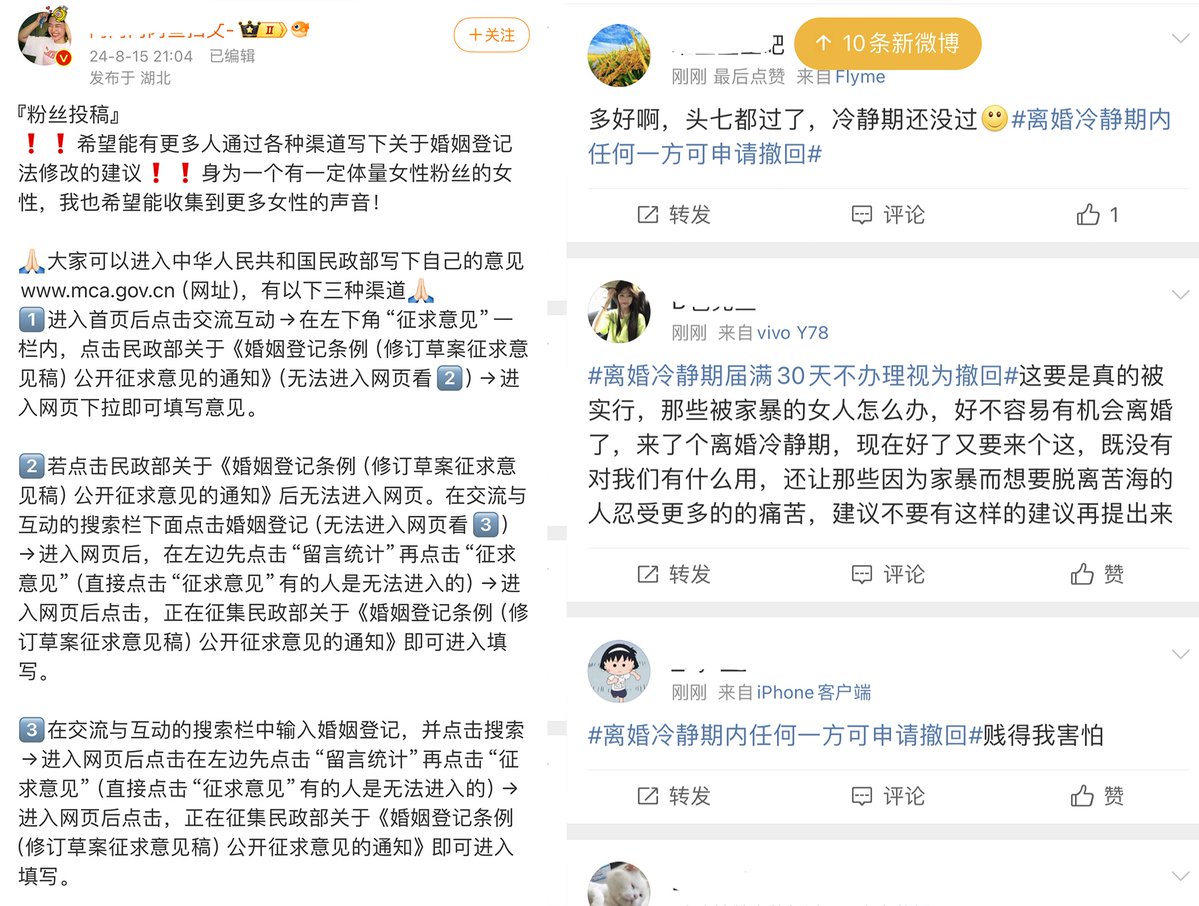 +关注
24-8-15 21:04 已编辑
发布于 湖北
『粉丝投稿』
❗❗希望能有更多人通过各种渠道写下关于婚姻登记
法修改的建议❗❗身为一个有一定体量女性粉丝的女
性，我也希望能收集到更多女性的声音！
🙏🏻大家可以进入中华人民共和国民政部写下自己的意见
www.mca.gov.cn（网址），有以下三种渠道🙏🏻
1️⃣进入首页后点击交流互动→在左下角“征求意见”一
栏内，点击民政部关于《婚姻登记条例（修订草案征求意
见稿）公开征求意见的通知》（无法进入网页看2️⃣）→进
入网页下拉即可填写意见。
2️⃣若点击民政部关于《婚姻登记条例（修订草案征求意
见稿）公开征求意见的通知》后无法进入网页。在交流与
互动的搜索栏下面点击婚姻登记（无法进入网页看3️⃣）
→进入网页后，在左边先点击“留言统计”再点击“征求
意见”（直接点击“征求意见”有的人是无法进入的）→进
入网页后点击，正在征集民政部关于《婚姻登记条例（修
订草案征求意见稿）公开征求意见的通知》即可进入填
写。
3️⃣在交流与互动的搜索栏中输入婚姻登记，并点击搜索
→进入网页后点击在左边先点击“留言统计”再点击“征
求意见”（直接点击“征求意见”有的人是无法进入的）→
进入网页后点击，正在征集民政部关于《婚姻登记条例
（修订草案征求意见稿）公开征求意见的通知》即可进入
填写。
↑ 10条新微博
刚刚 最后点赞 来自Flyme
多好啊，头七都过了，冷静期还没过🙂#离婚冷静期内
任何一方可申请撤回#
转发 评论 1
刚刚 来自vivo Y78
#离婚冷静期届满30天不办理视为撤回#这要是真的被
实行，那些被家暴的女人怎么办，好不容易有机会离婚
了，来了个离婚冷静期，现在好了又要来个这，既没有
对我们有什么用，还让那些因为家暴而想要脱离苦海的
人忍受更多的的痛苦，建议不要有这样的建议再提出来
转发 评论 赞
刚刚 来自iPhone客户端
#离婚冷静期内任何一方可申请撤回#贱得我害怕
转发 评论 赞